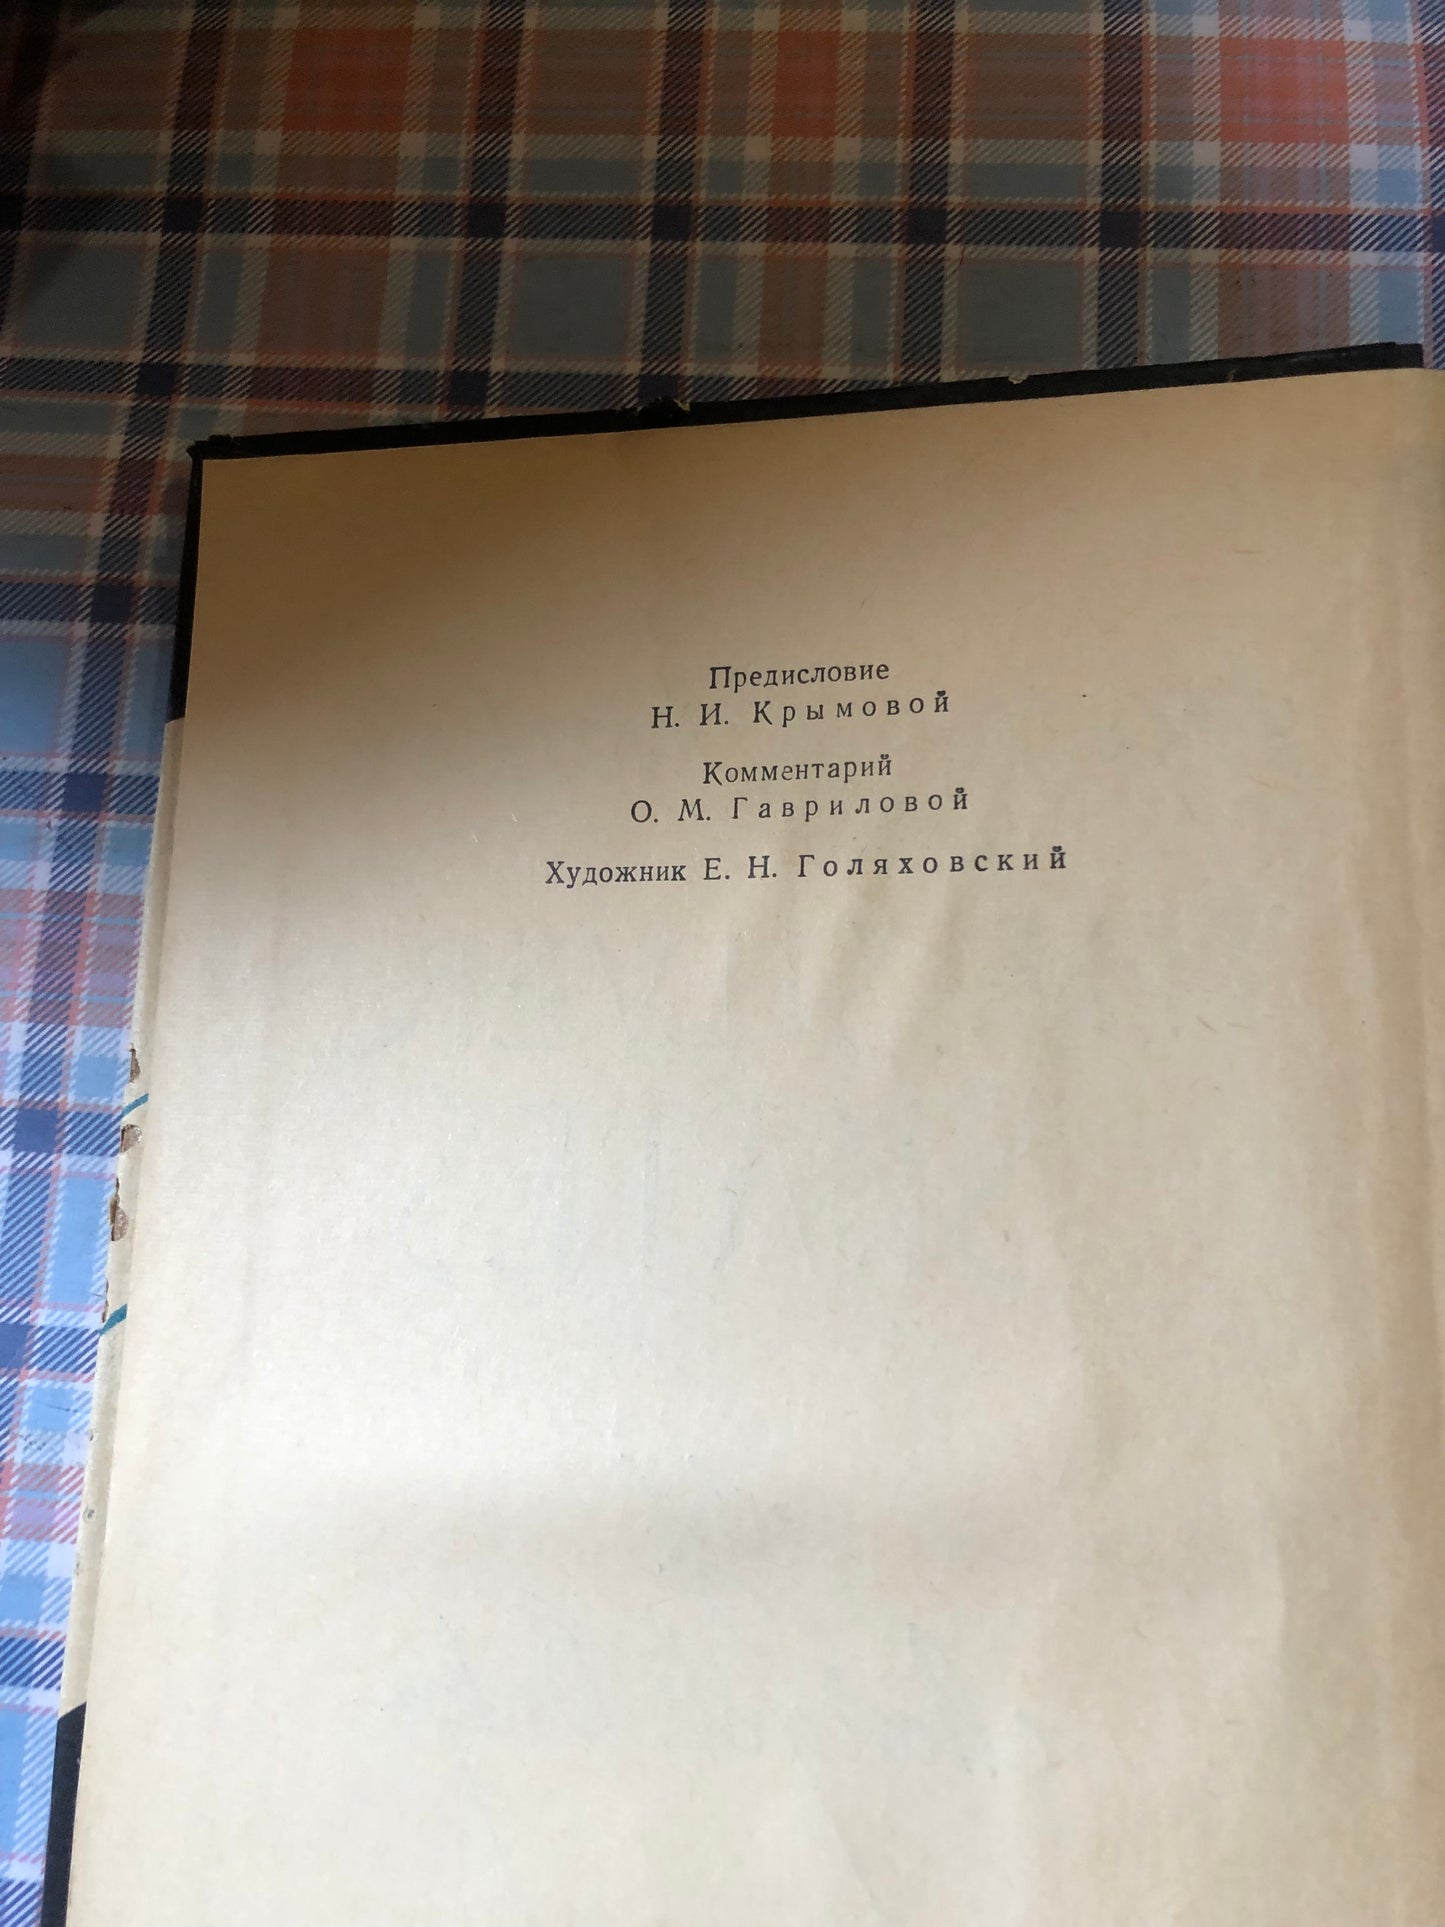 Предисловие
Н. И. Крымовой
Комментарий
О. М. Гавриловой
Художник Е. Н. Голяховский